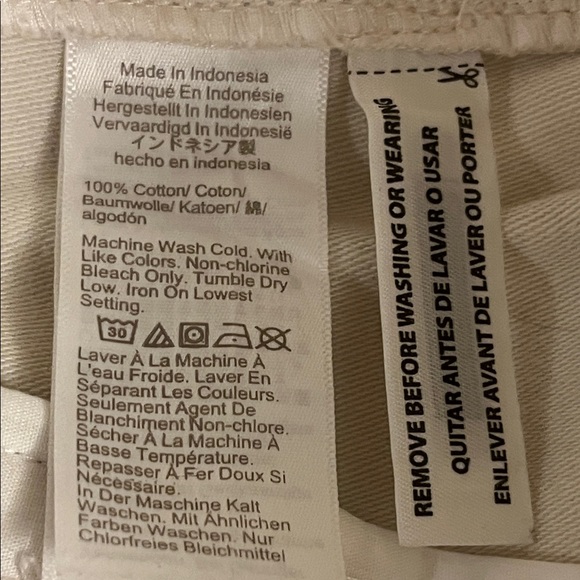 Made In Indonesia
Fabriqué En Indonésie
Hergestellt In Indonesien
Vervaardigd In Indonesië
インドネシア製
hecho en indonesia
100% Cotton/ Coton/
Baumwolle/ Katoen/ 綿/
algodón
Machine Wash Cold. With
Like Colors. Non-chlorine
Bleach Only. Tumble Dry
Low. Iron On Lowest
Setting.
30
Laver À La Machine À
L'eau Froide. Laver En
Séparant Les Couleurs.
Seulement Agent De
Blanchiment Non-chlore.
Sécher À La Machine À
Basse Température.
Repasser À Fer Doux Si
Nécessaire.
In Der Maschine Kalt
Waschen. Mit Ähnlichen
Farben Waschen. Nur
Chlorfreies Bleichmittel
REMOVE BEFORE WASHING OR WEARING
QUITAR ANTES DE LAVAR O USAR
ENLEVER AVANT DE LAVER OU PORTER